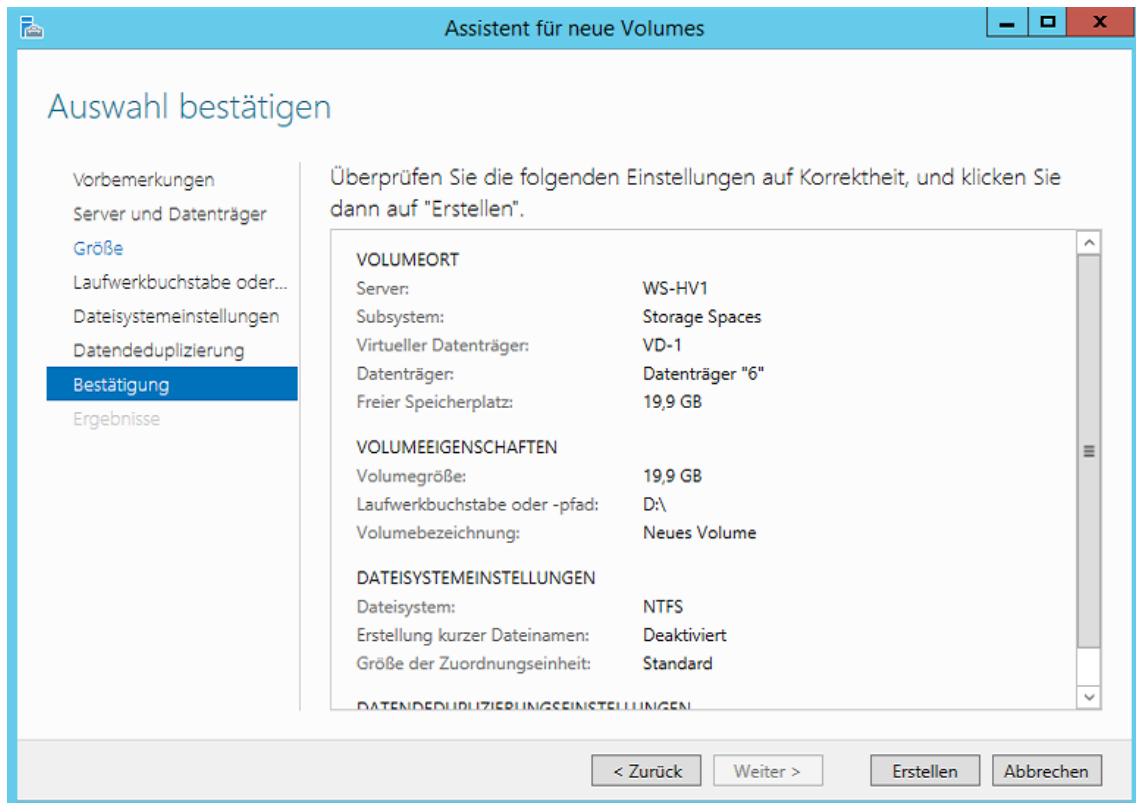 Assistent für neue Volumes
Auswahl bestätigen
Vorbemerkungen
Server und Datenträger
Größe
Laufwerkbuchstabe oder...
Dateisystemeinstellungen
Datendeduplizierung
Bestätigung
Ergebnisse
Überprüfen Sie die folgenden Einstellungen auf Korrektheit, und klicken Sie
dann auf "Erstellen".
VOLUMEORT
Server: WS-HV1
Subsystem: Storage Spaces
Virtueller Datenträger: VD-1
Datenträger: Datenträger "6"
Freier Speicherplatz: 19,9 GB
VOLUMEEIGENSCHAFTEN
Volumegröße: 19,9 GB
Laufwerkbuchstabe oder -pfad: D:\
Volumebezeichnung: Neues Volume
DATEISYSTEMEINSTELLUNGEN
Dateisystem: NTFS
Erstellung kurzer Dateinamen: Deaktiviert
Größe der Zuordnungseinheit: Standard
DATENDEDUPLIZIERUNGSEINSTELLUNGEN
< Zurück
Weiter >
Erstellen
Abbrechen